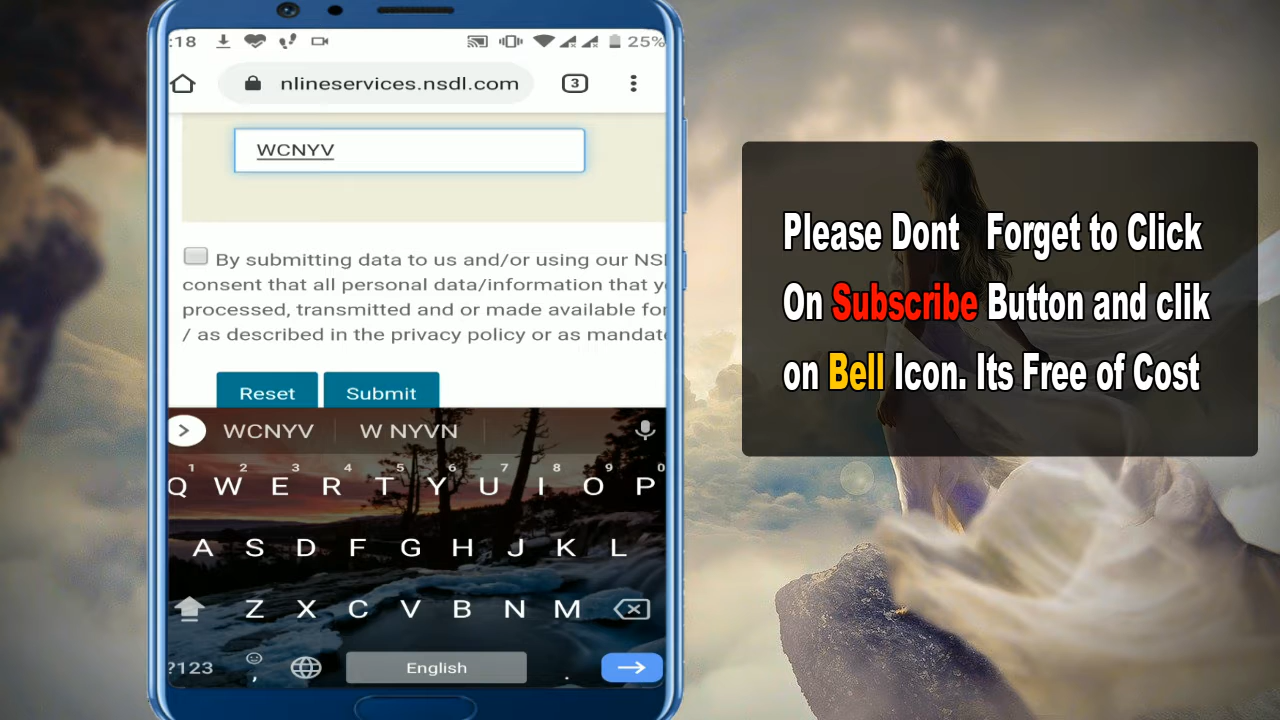 :18 25%
nlineservices.nsdl.com 3
WCNYV
By submitting data to us and/or using our NS
consent that all personal data/information that
processed, transmitted and or made available for
/ as described in the privacy policy or as mandat
Reset Submit
WCNYV W NYVN
1 2 3 4 5 6 7 8 9 0
Q W E R T Y U I O P
A S D F G H J K L
Z X C V B N M
?123 , English .
Please Dont Forget to Click
On Subscribe Button and clik
on Bell Icon. Its Free of Cost